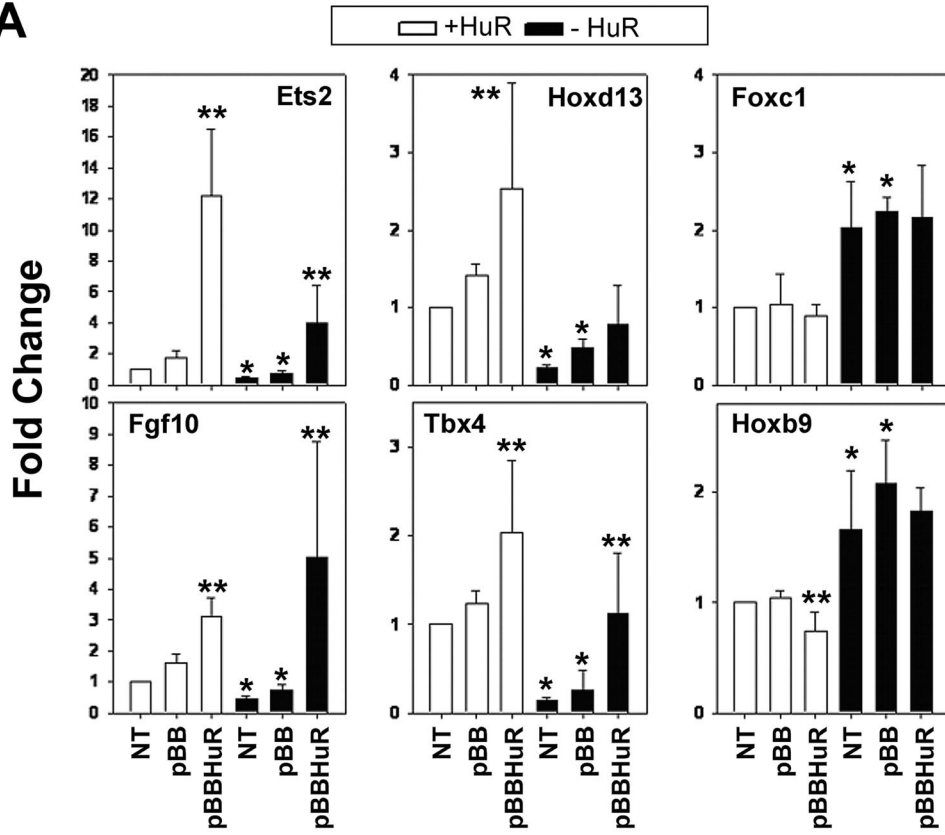 A
+HuR - HuR
Fold Change
Ets2
20
18
16
14
12
10
8
6
4
2
0
** * * **
Hoxd13
4
3
2
1
0
** * *
Foxc1
4
3
2
1
0
* *
Fgf10
10
9
8
7
6
5
4
3
2
1
0
** * * **
Tbx4
3
2
1
0
** * * **
Hoxb9
2
1
0
** * *
NT pBB pBBHuR NT pBB pBBHuR
NT pBB pBBHuR NT pBB pBBHuR
NT pBB pBBHuR NT pBB pBBHuR